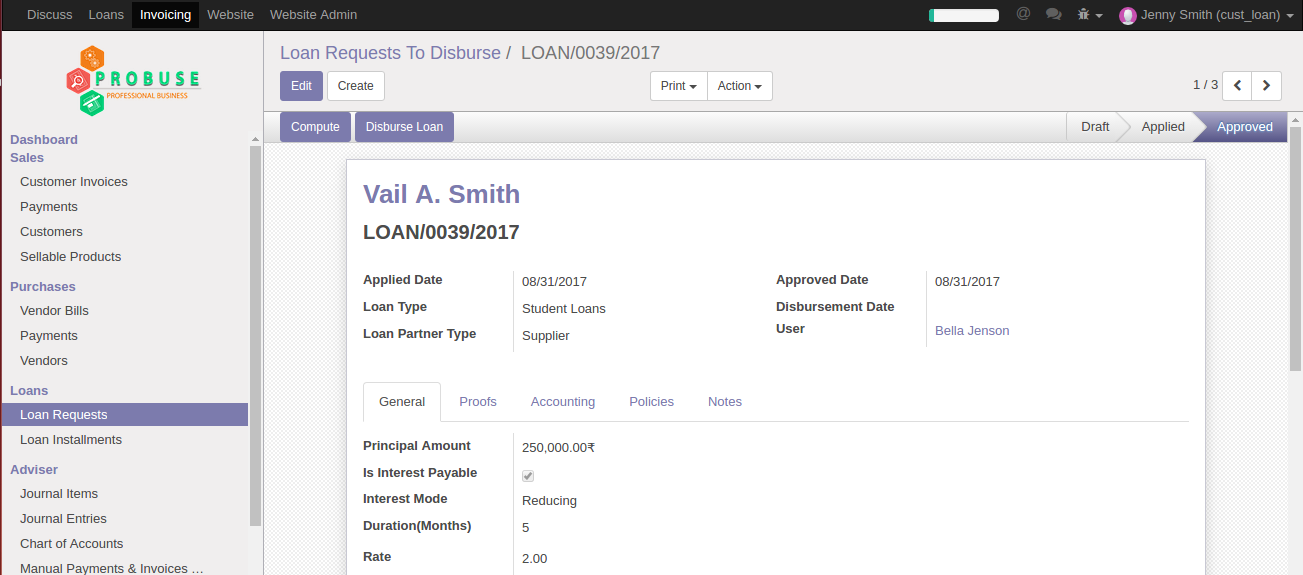 Discuss Loans Invoicing Website Website Admin @ Jenny Smith (cust_loan)
PROBUSE
PROFESSIONAL BUSINESS
Dashboard
Sales
Customer Invoices
Payments
Customers
Sellable Products
Purchases
Vendor Bills
Payments
Vendors
Loans
Loan Requests
Loan Installments
Adviser
Journal Items
Journal Entries
Chart of Accounts
Manual Payments & Invoices ...
Loan Requests To Disburse / LOAN/0039/2017
Edit Create Print Action 1 / 3
Compute Disburse Loan Draft Applied Approved
Vail A. Smith
LOAN/0039/2017
Applied Date 08/31/2017 Approved Date 08/31/2017
Loan Type Student Loans Disbursement Date
Loan Partner Type Supplier User Bella Jenson
General Proofs Accounting Policies Notes
Principal Amount 250,000.00₹
Is Interest Payable
Interest Mode Reducing
Duration(Months) 5
Rate 2.00